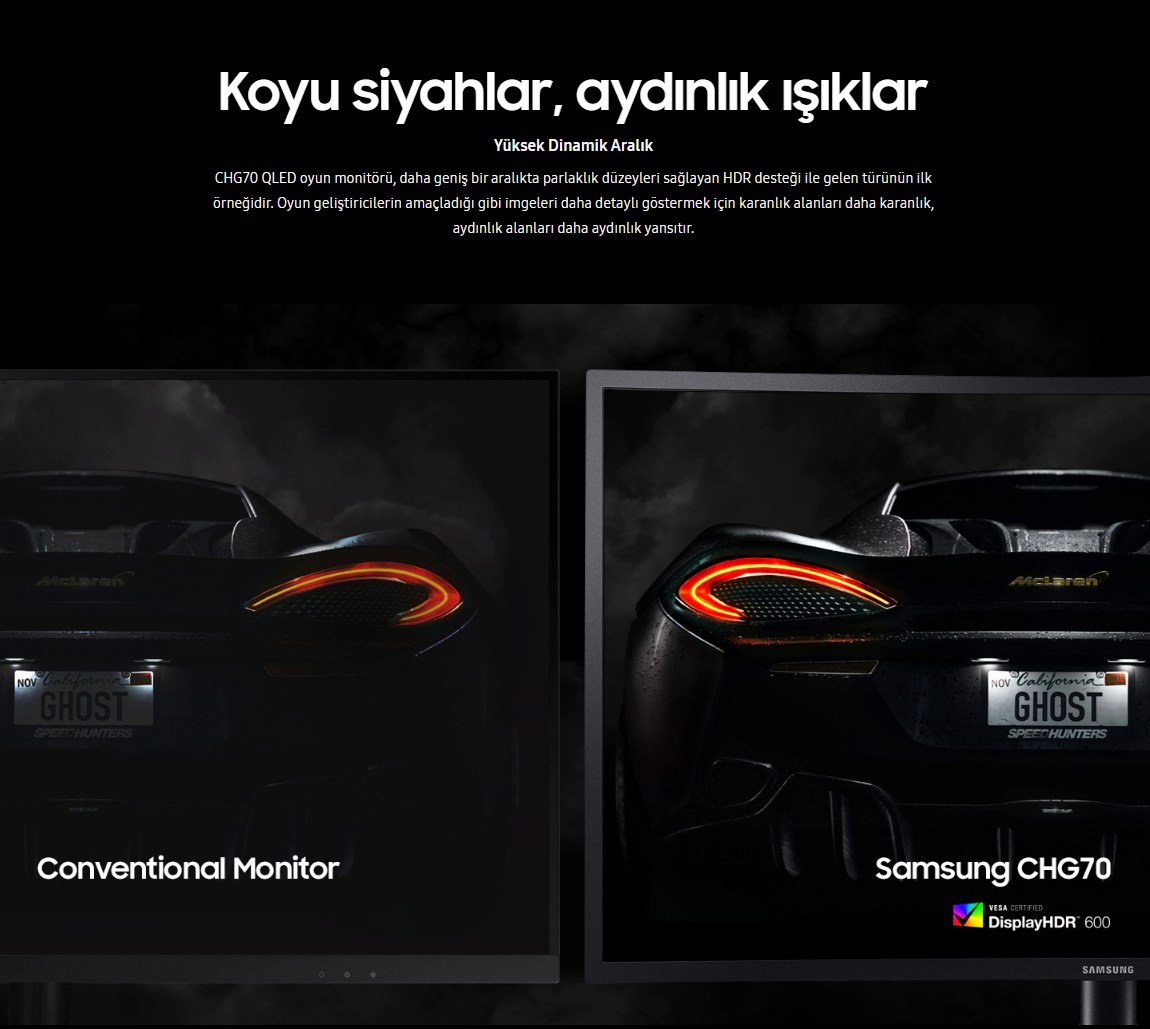 Koyu siyahlar, aydınlık ışıklar
Yüksek Dinamik Aralık
CHG70 QLED oyun monitörü, daha geniş bir aralıkta parlaklık düzeyleri sağlayan HDR desteği ile gelen türünün ilk
örneğidir. Oyun geliştiricilerin amaçladığı gibi imgeleri daha detaylı göstermek için karanlık alanları daha karanlık,
aydınlık alanları daha aydınlık yansıtır.
McLaren
NOV California
GHOST
SPEEDHUNTERS
Conventional Monitor
McLaren
NOV California
GHOST
SPEEDHUNTERS
Samsung CHG70
VESA CERTIFIED
DisplayHDR™ 600
SAMSUNG